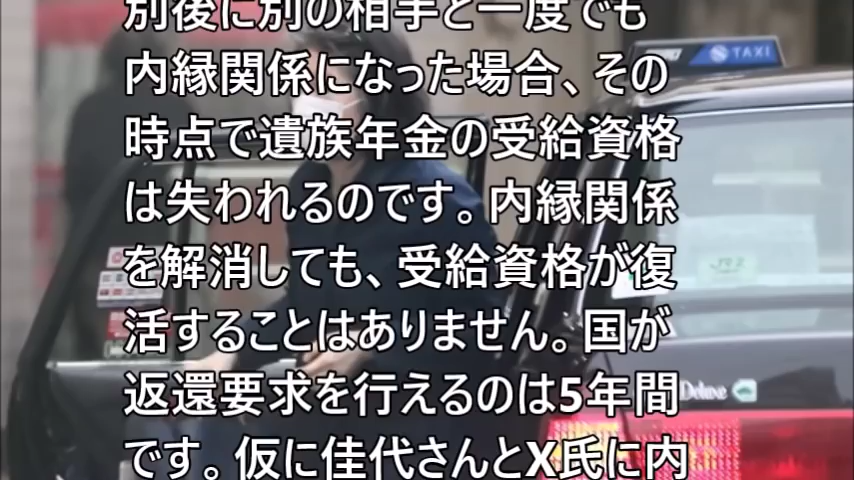 別後に別の相手と一度でも
内縁関係になった場合、その
時点で遺族年金の受給資格
は失われるのです。内縁関係
を解消しても、受給資格が復
活することはありません。国が
返還要求を行えるのは5年間
です。仮に佳代さんとX氏に内
TAXI
Deluxe